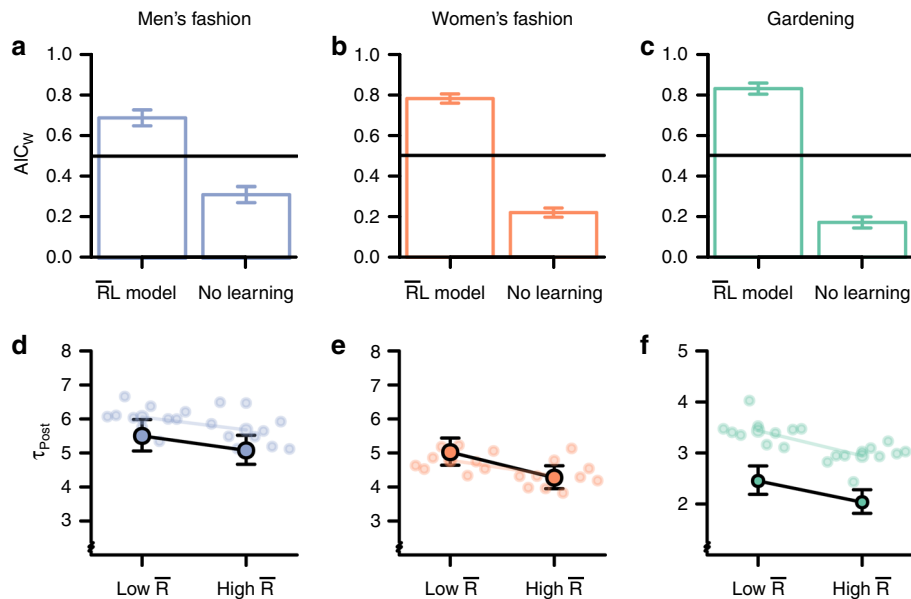 Men's fashion
Women's fashion
Gardening
a
b
c
1.0
0.8
0.6
0.4
0.2
0.0
AIC_W
R̅L model
No learning
1.0
0.8
0.6
0.4
0.2
0.0
R̅L model
No learning
1.0
0.8
0.6
0.4
0.2
0.0
R̅L model
No learning
d
e
f
8
7
6
5
4
3
τ_Post
Low R̅
High R̅
8
7
6
5
4
3
Low R̅
High R̅
5
4
3
2
Low R̅
High R̅